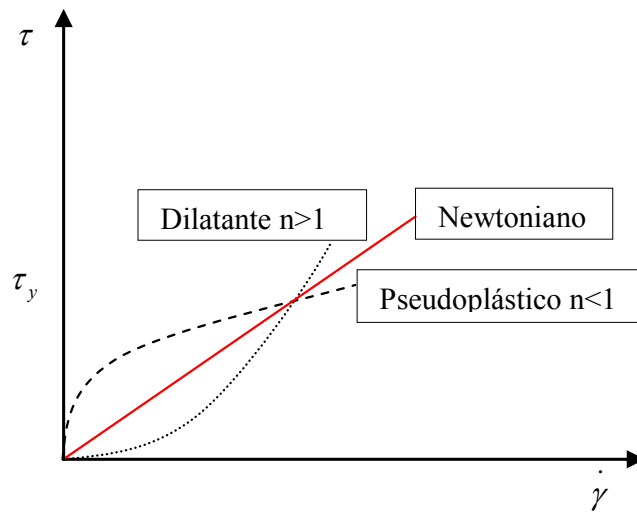 τ
Dilatante n>1
Newtoniano
τy
Pseudoplástico n<1
γ̇